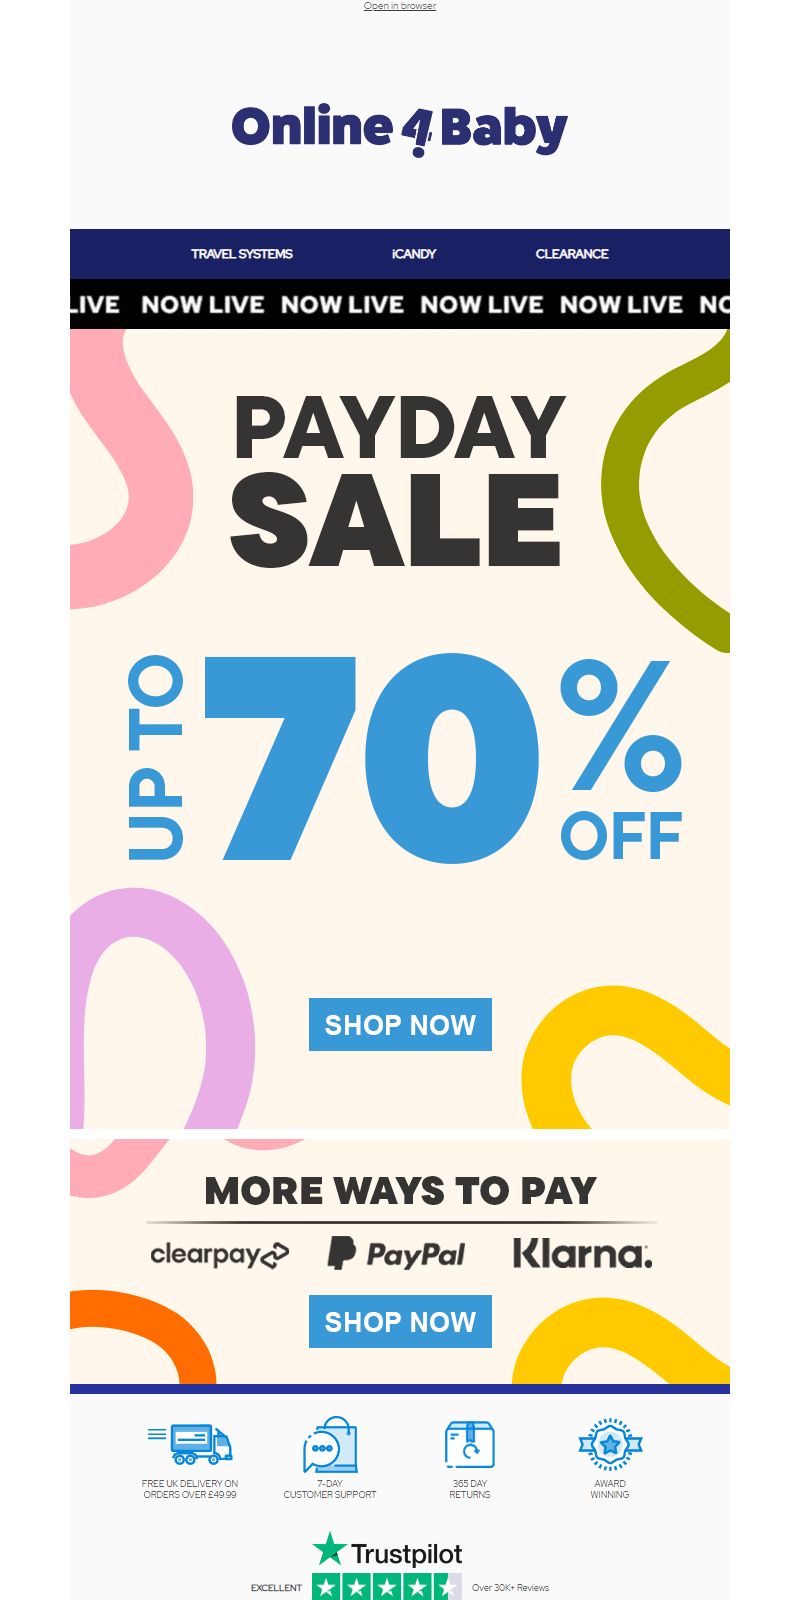 Open in browser
Online 4 Baby
TRAVEL SYSTEMS iCANDY CLEARANCE
LIVE NOW LIVE NOW LIVE NOW LIVE NOW LIVE NO
PAYDAY
SALE
UP TO 70% OFF
SHOP NOW
MORE WAYS TO PAY
clearpay PayPal Klarna.
SHOP NOW
FREE UK DELIVERY ON
ORDERS OVER £49.99
7-DAY
CUSTOMER SUPPORT
365 DAY
RETURNS
AWARD
WINNING
Trustpilot
EXCELLENT Over 30K+ Reviews